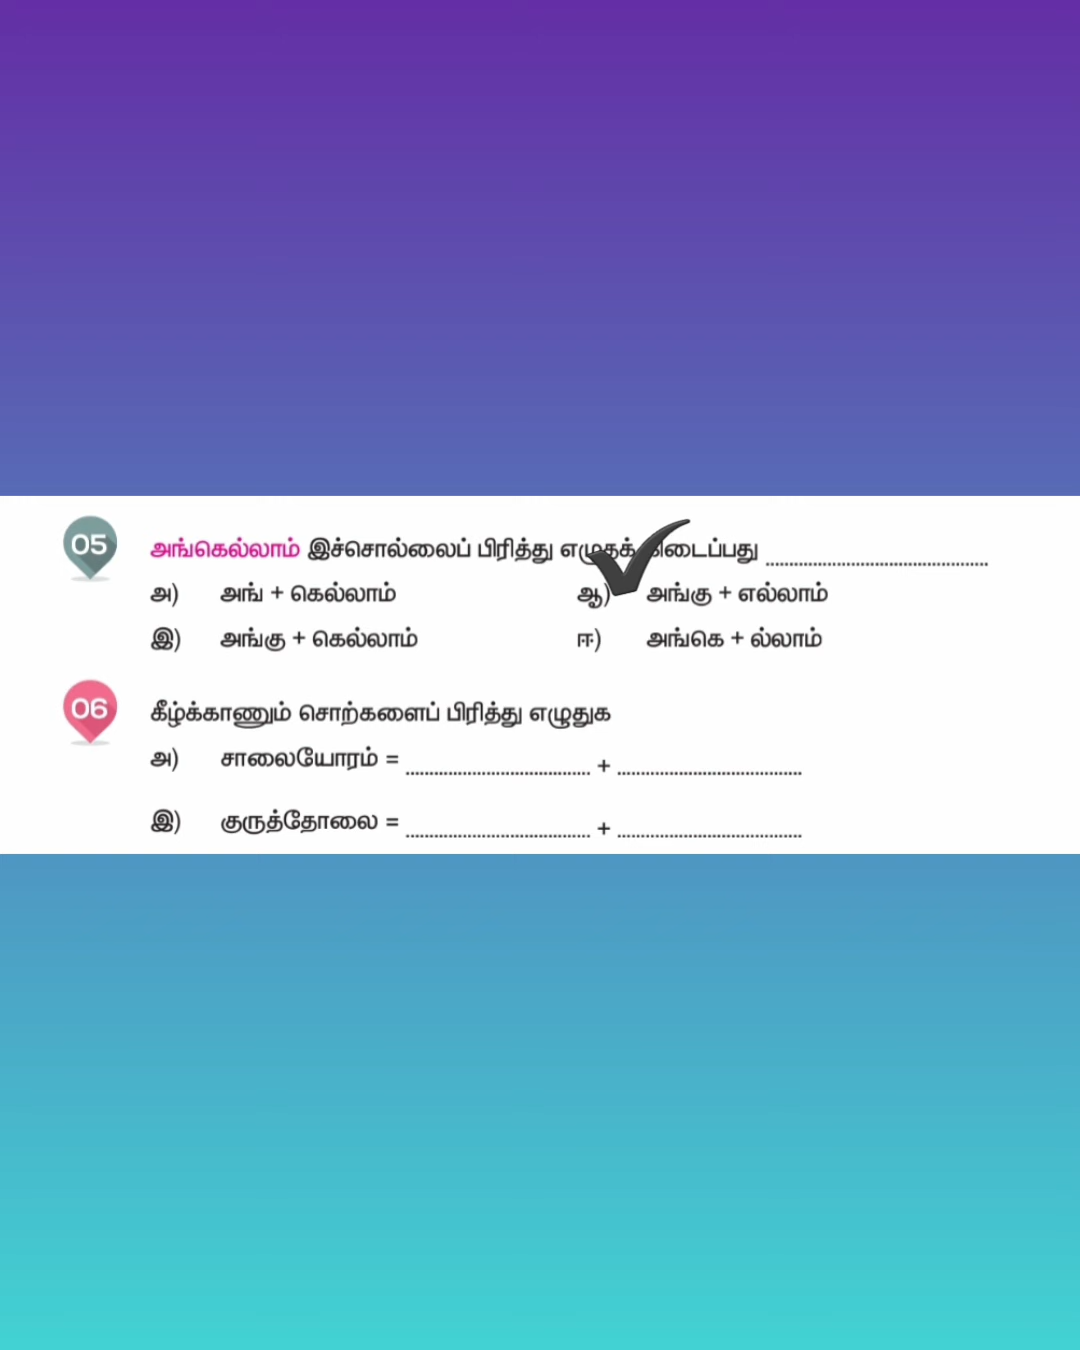 05 அங்கெல்லாம் இச்சொல்லைப் பிரித்து எழுதக் கிடைப்பது ................................
அ) அங் + கெல்லாம் ஆ) அங்கு + எல்லாம்
இ) அங்கு + கெல்லாம் ஈ) அங்கெ + ல்லாம்
06 கீழ்க்காணும் சொற்களைப் பிரித்து எழுதுக
அ) சாலையோரம் = ................................ + ................................
இ) குருத்தோலை = ................................ + ................................